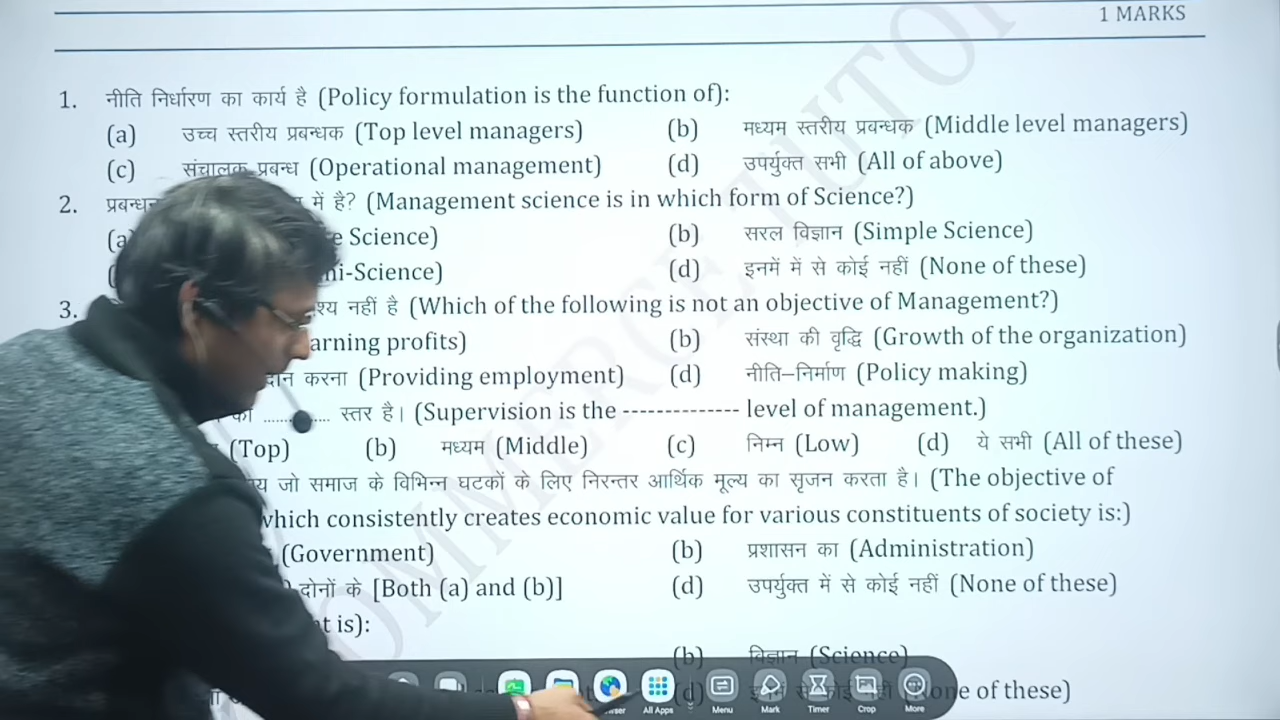 1 MARKS
1. नीति निर्धारण का कार्य है (Policy formulation is the function of):
(a) उच्च स्तरीय प्रबन्धक (Top level managers) (b) मध्यम स्तरीय प्रबन्धक (Middle level managers)
(c) संचालक प्रबन्ध (Operational management) (d) उपर्युक्त सभी (All of above)
2. में है? (Management science is in which form of Science?)
Science) (b) सरल विज्ञान (Simple Science)
(d) इनमें में से कोई नहीं (None of these)
3. नहीं है (Which of the following is not an objective of Management?)
profits) (b) संस्था की वृद्धि (Growth of the organization)
करना (Providing employment) (d) नीति–निर्माण (Policy making)
स्तर है। (Supervision is the -------------- level of management.)
(Top) (b) मध्यम (Middle) (c) निम्न (Low) (d) ये सभी (All of these)
जो समाज के विभिन्न घटकों के लिए निरन्तर आर्थिक मूल्य का सृजन करता है। (The objective of
which consistently creates economic value for various constituents of society is:)
(Government) (b) प्रशासन का (Administration)
दोनों के [Both (a) and (b)] (d) उपर्युक्त में से कोई नहीं (None of these)
is):
(b) विज्ञान (Science)
(d) of these)
All Apps Menu Mark Timer Crop More
COMMERCE TUTOR